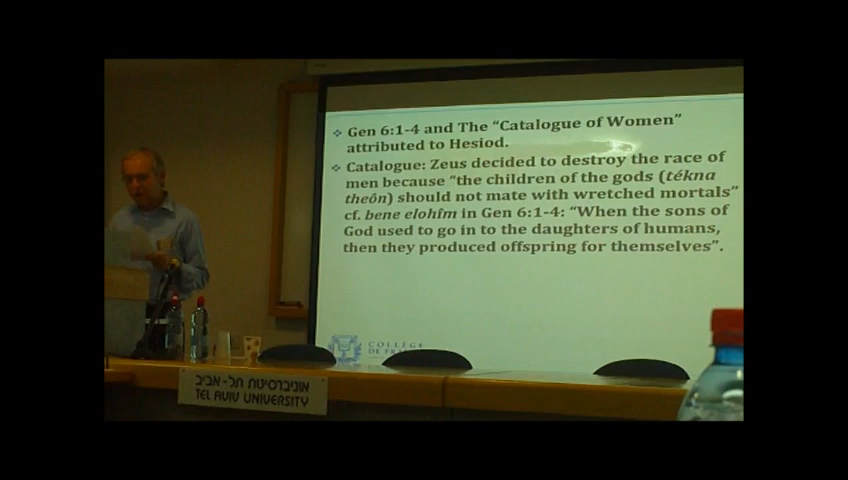 Gen 6:1-4 and The “Catalogue of Women”
attributed to Hesiod.
Catalogue: Zeus decided to destroy the race of
men because “the children of the gods (tékna
theôn) should not mate with wretched mortals”
cf. bene elohîm in Gen 6:1-4: “When the sons of
God used to go in to the daughters of humans,
then they produced offspring for themselves”.
COLLÈGE
DE
אוניברסיטת תל-אביב
TEL AVIV UNIVERSITY